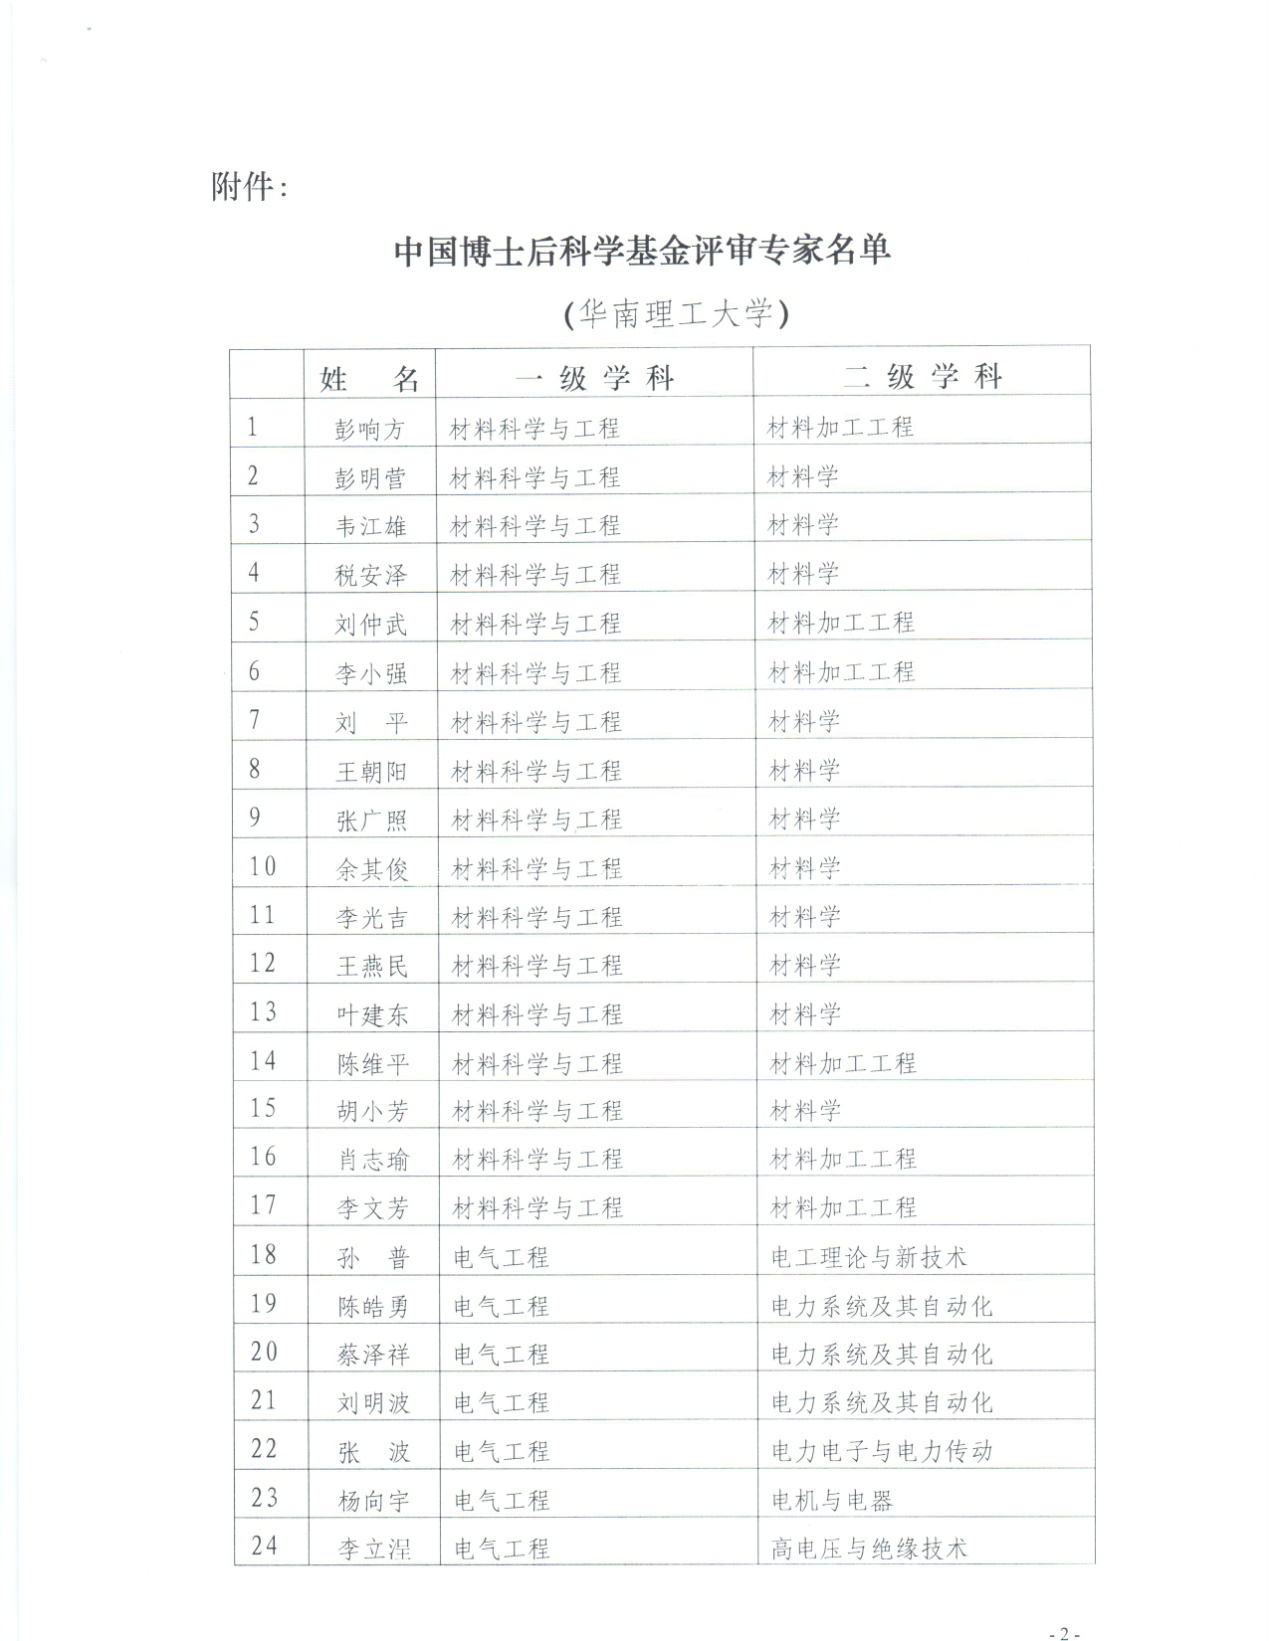 附件：
中国博士后科学基金评审专家名单
(华南理工大学)
姓 名 一 级 学 科 二 级 学 科
1 彭响方 材料科学与工程 材料加工工程
2 彭明营 材料科学与工程 材料学
3 韦江雄 材料科学与工程 材料学
4 税安泽 材料科学与工程 材料学
5 刘仲武 材料科学与工程 材料加工工程
6 李小强 材料科学与工程 材料加工工程
7 刘 平 材料科学与工程 材料学
8 王朝阳 材料科学与工程 材料学
9 张广照 材料科学与工程 材料学
10 余其俊 材料科学与工程 材料学
11 李光吉 材料科学与工程 材料学
12 王燕民 材料科学与工程 材料学
13 叶建东 材料科学与工程 材料学
14 陈维平 材料科学与工程 材料加工工程
15 胡小芳 材料科学与工程 材料学
16 肖志瑜 材料科学与工程 材料加工工程
17 李文芳 材料科学与工程 材料加工工程
18 孙 普 电气工程 电工理论与新技术
19 陈皓勇 电气工程 电力系统及其自动化
20 蔡泽祥 电气工程 电力系统及其自动化
21 刘明波 电气工程 电力系统及其自动化
22 张 波 电气工程 电力电子与电力传动
23 杨向宇 电气工程 电机与电器
24 李立浧 电气工程 高电压与绝缘技术
- 2 -